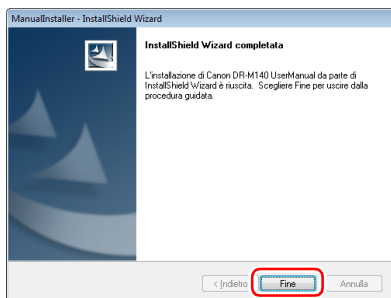 ManualInstaller - InstallShield Wizard
InstallShield Wizard completata
L'installazione di Canon DR-M140 UserManual da parte di
InstallShield Wizard è riuscita. Scegliere Fine per uscire dalla
procedura guidata.
< Indietro Fine Annulla